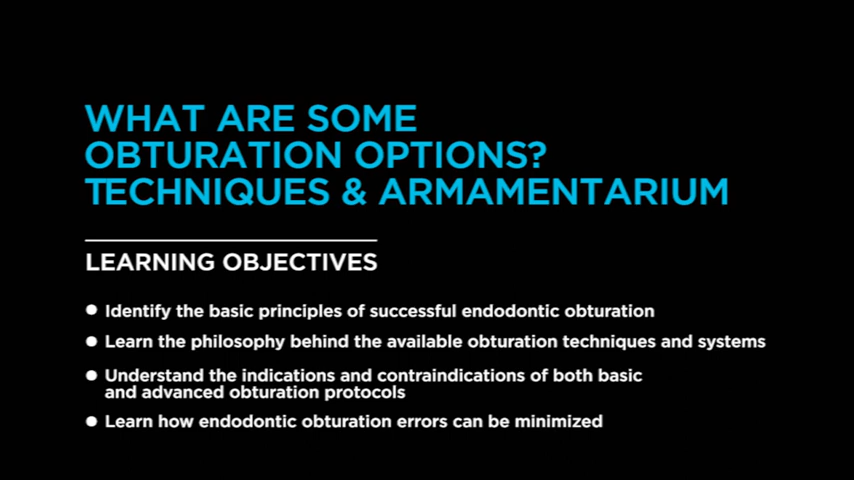 WHAT ARE SOME
OBTURATION OPTIONS?
TECHNIQUES & ARMAMENTARIUM
LEARNING OBJECTIVES
● Identify the basic principles of successful endodontic obturation
● Learn the philosophy behind the available obturation techniques and systems
● Understand the indications and contraindications of both basic
and advanced obturation protocols
● Learn how endodontic obturation errors can be minimized